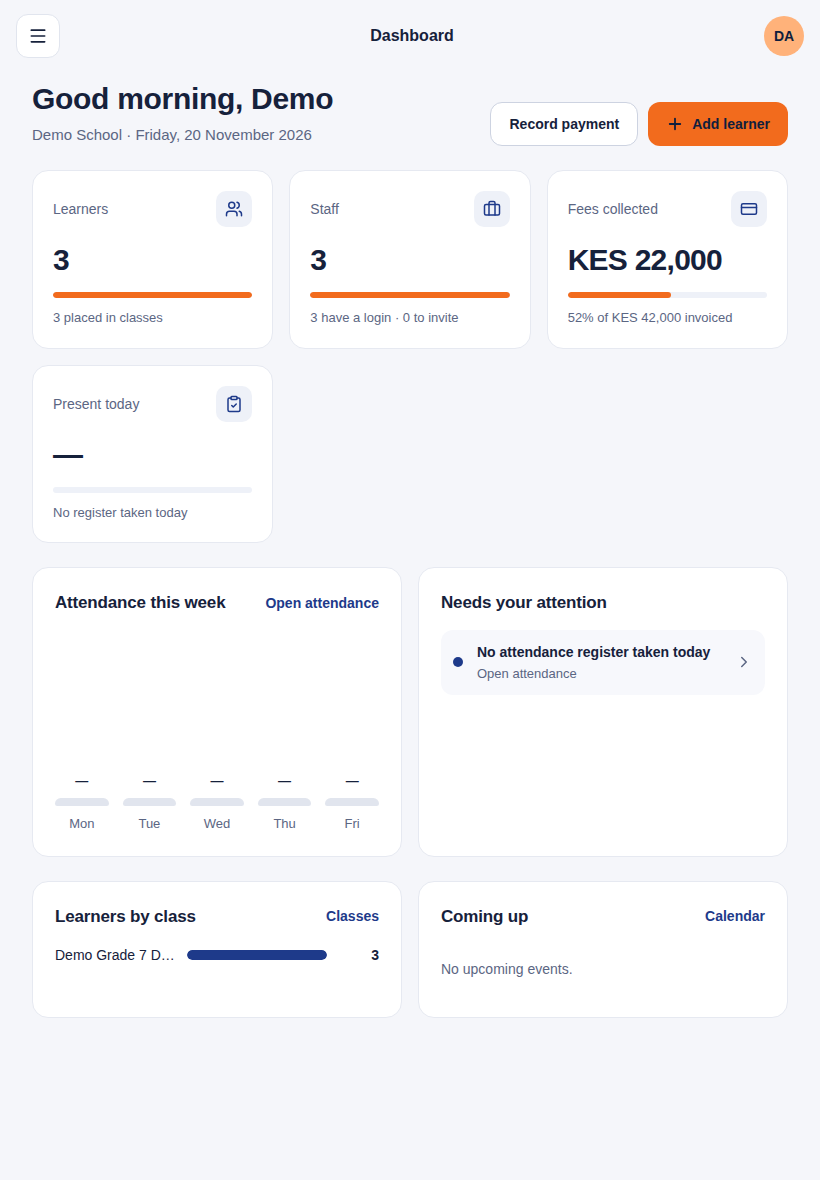 Dashboard
DA
Good morning, Demo
Demo School · Friday, 20 November 2026
Record payment
Add learner
Learners
3
3 placed in classes
Staff
3
3 have a login · 0 to invite
Fees collected
KES 22,000
52% of KES 42,000 invoiced
Present today
—
No register taken today
Attendance this week
Open attendance
— — — — —
Mon Tue Wed Thu Fri
Needs your attention
No attendance register taken today
Open attendance
Learners by class
Classes
Demo Grade 7 D… 3
Coming up
Calendar
No upcoming events.